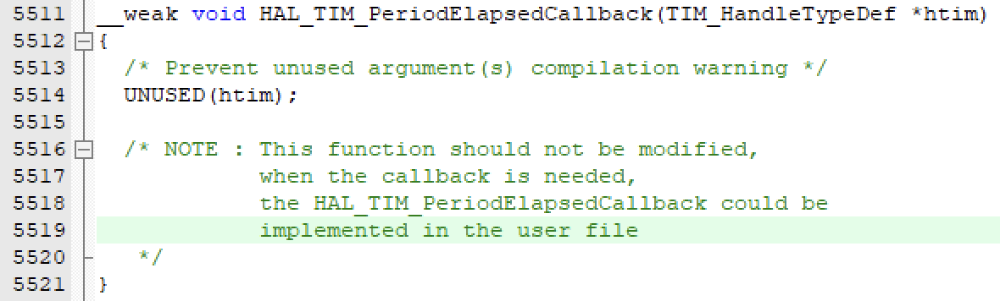 5511 __weak void HAL_TIM_PeriodElapsedCallback(TIM_HandleTypeDef *htim)
5512 {
5513   /* Prevent unused argument(s) compilation warning */
5514   UNUSED(htim);
5515
5516   /* NOTE : This function should not be modified,
5517             when the callback is needed,
5518             the HAL_TIM_PeriodElapsedCallback could be
5519             implemented in the user file
5520    */
5521 }